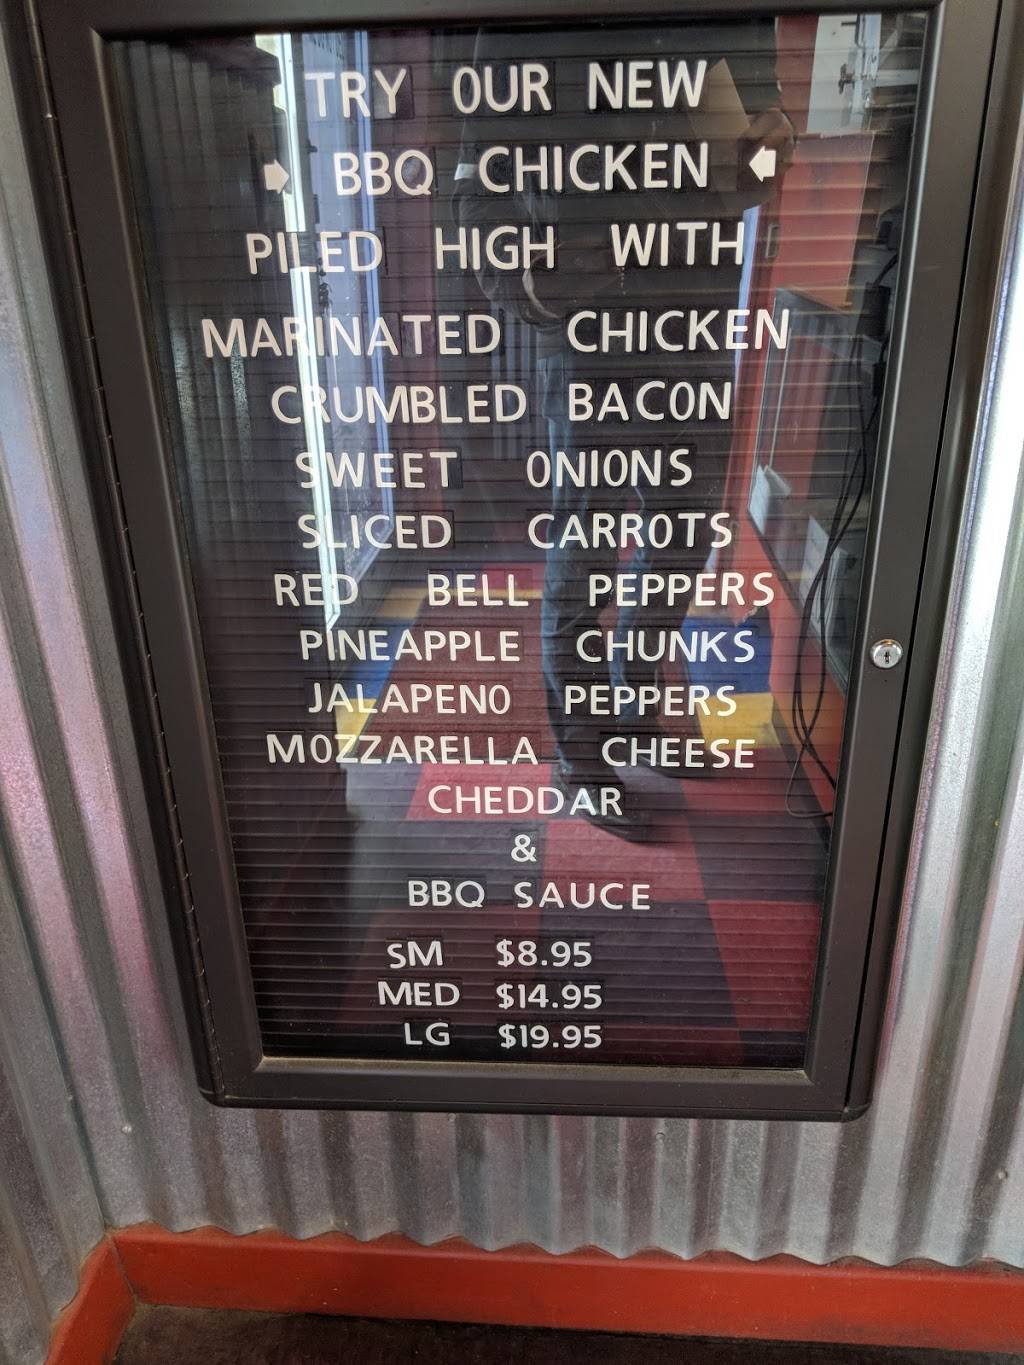 TRY OUR NEW
BBQ CHICKEN
PILED HIGH WITH
MARINATED CHICKEN
CRUMBLED BACON
SWEET ONIONS
SLICED CARROTS
RED BELL PEPPERS
PINEAPPLE CHUNKS
JALAPENO PEPPERS
MOZZARELLA CHEESE
CHEDDAR
&
BBQ SAUCE
SM $8.95
MED $14.95
LG $19.95